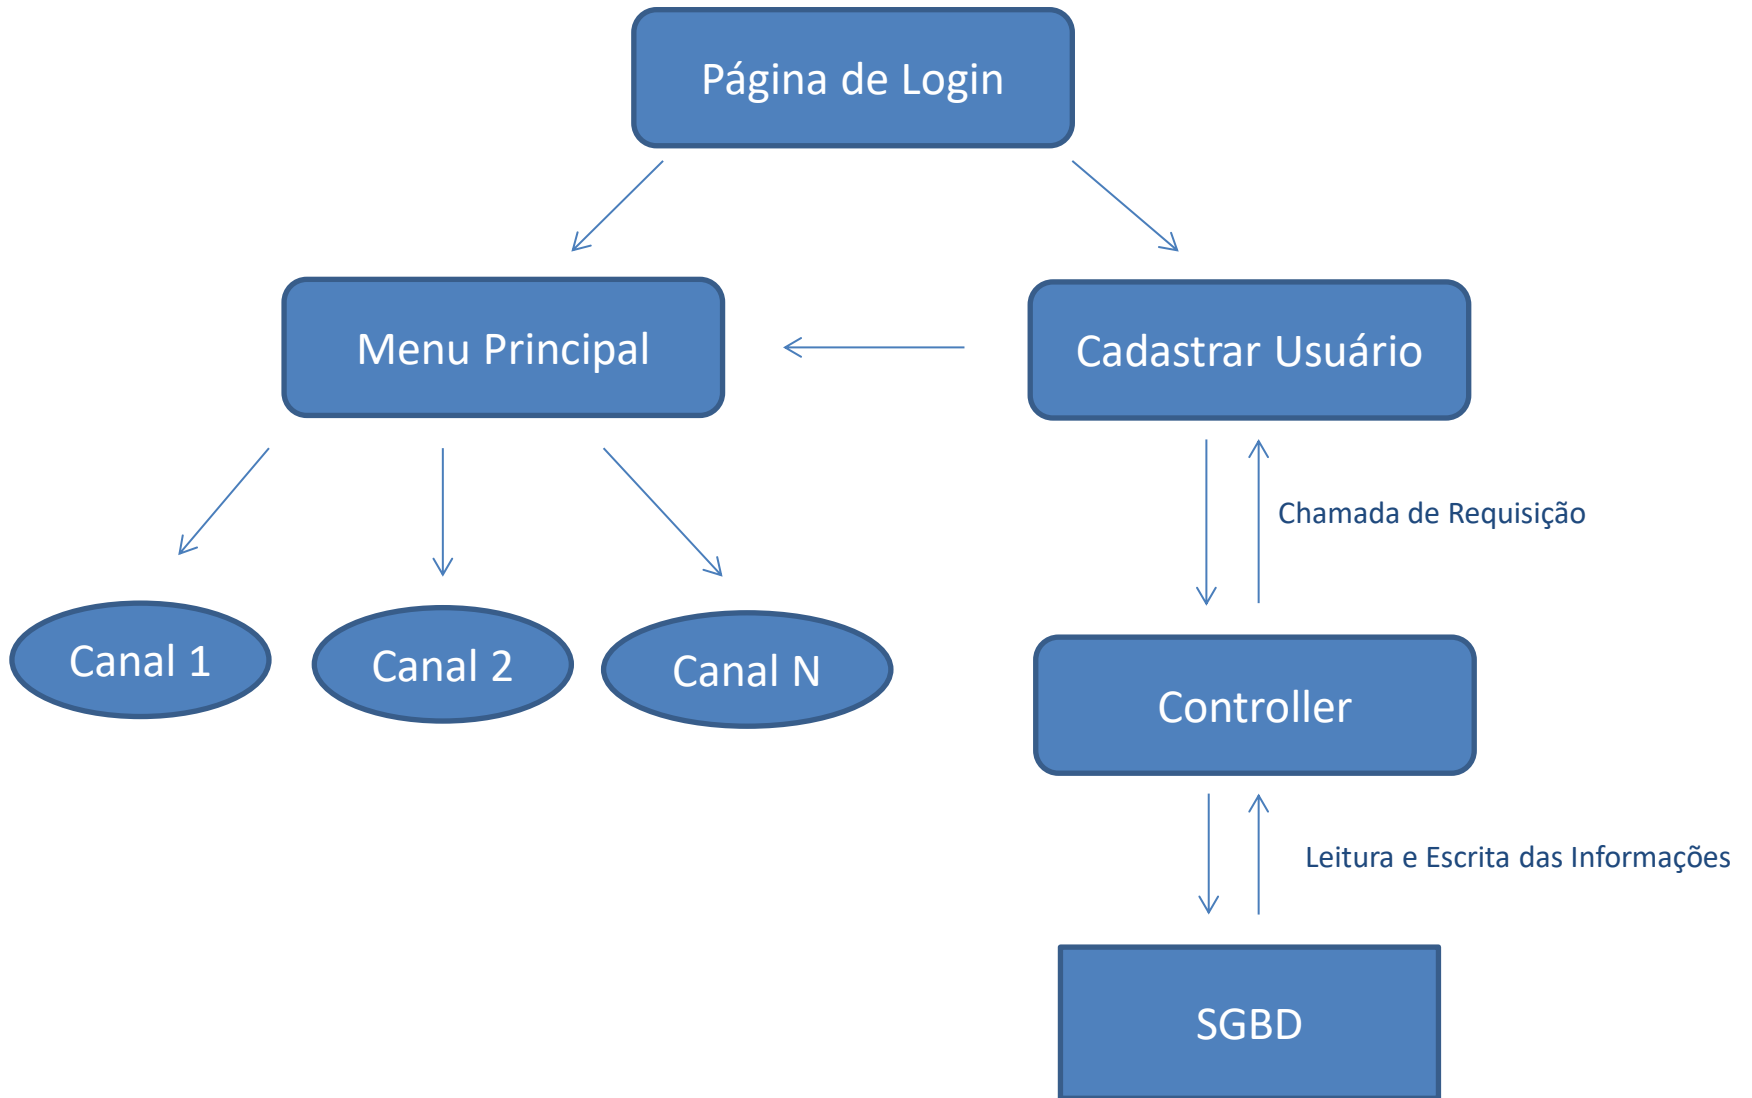 Página de Login
Menu Principal
Cadastrar Usuário
Chamada de Requisição
Canal 1
Canal 2
Canal N
Controller
Leitura e Escrita das Informações
SGBD